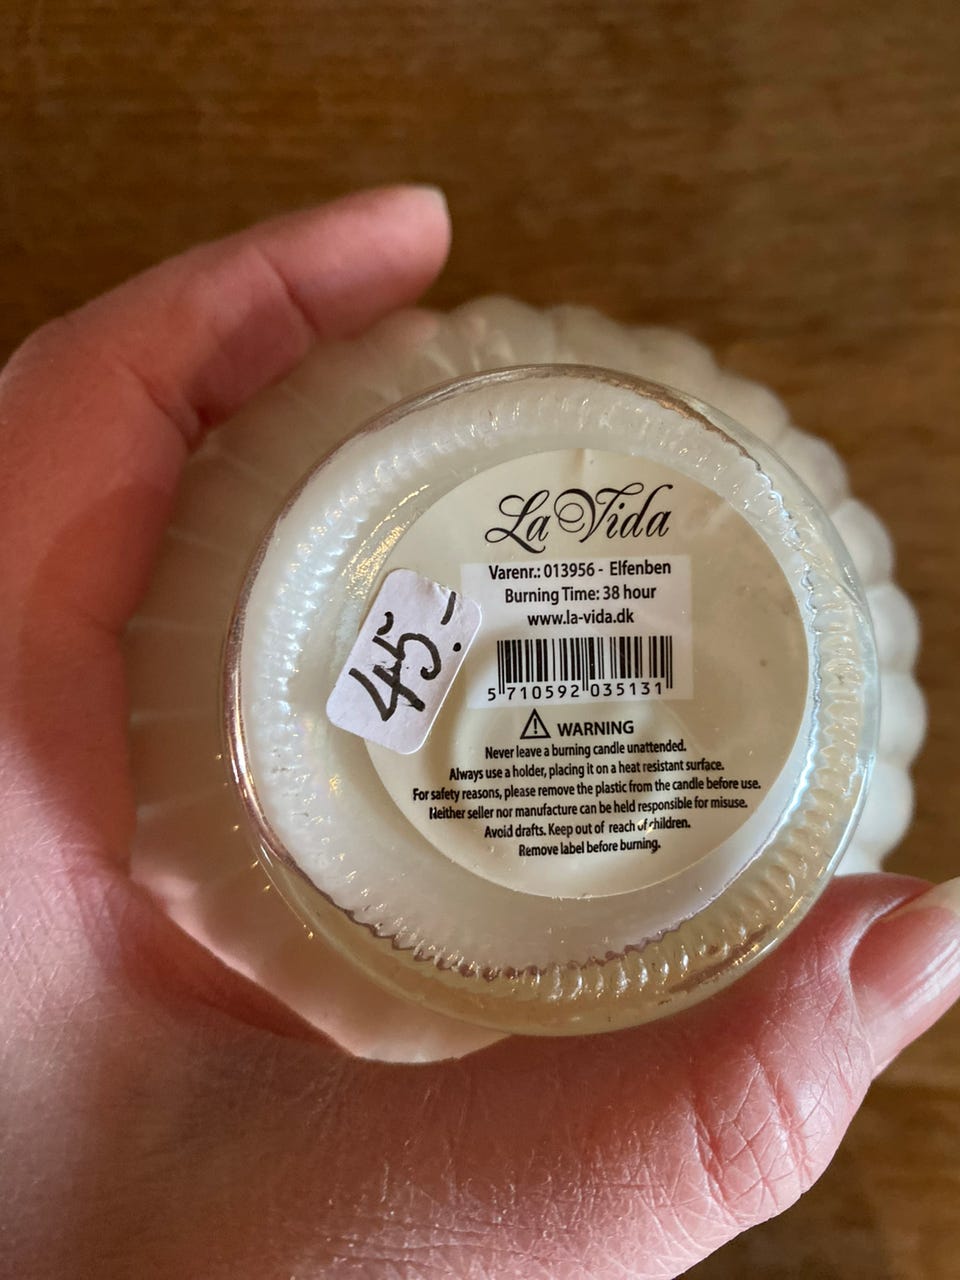 La Vida
Varenr.: 013956 - Elfenben
Burning Time: 38 hour
www.la-vida.dk
45.-
5 710592 035131
WARNING
Never leave a burning candle unattended.
Always use a holder, placing it on a heat resistant surface.
For safety reasons, please remove the plastic from the candle before use.
Neither seller nor manufacture can be held responsible for misuse.
Avoid drafts. Keep out of reach of children.
Remove label before burning.